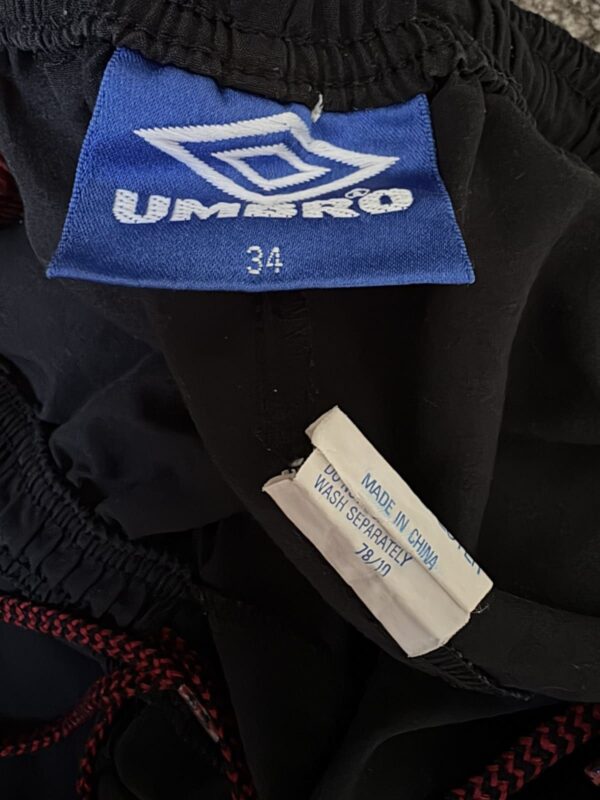 UMBRO®
34
MADE IN CHINA
WASH SEPARATELY
78/10